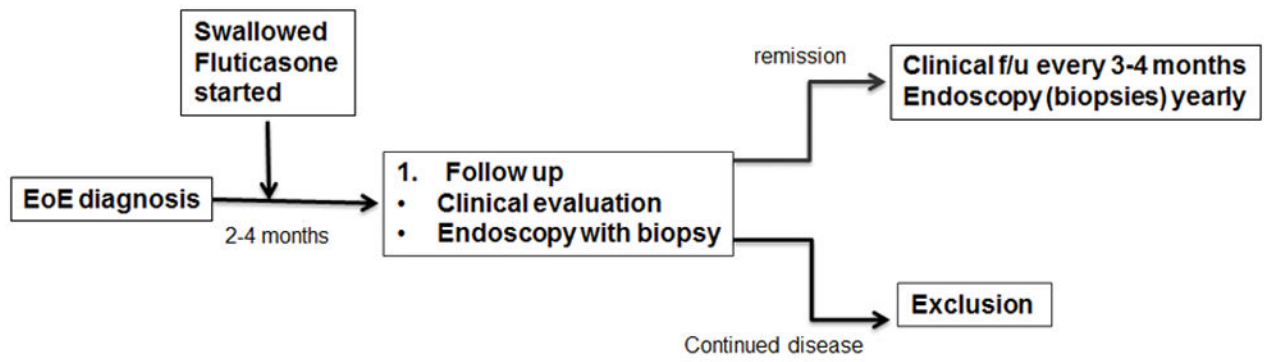 Swallowed
Fluticasone
started
EoE diagnosis
2-4 months
1. Follow up
• Clinical evaluation
• Endoscopy with biopsy
remission
Clinical f/u every 3-4 months
Endoscopy (biopsies) yearly
Continued disease
Exclusion